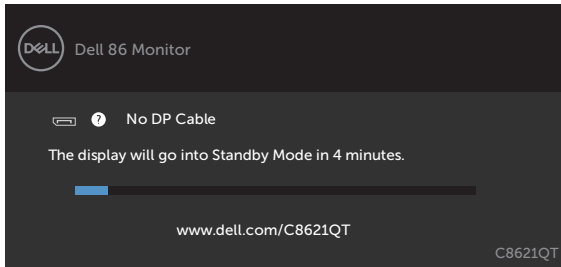 DELL Dell 86 Monitor
? No DP Cable
The display will go into Standby Mode in 4 minutes.
www.dell.com/C8621QT
C8621QT